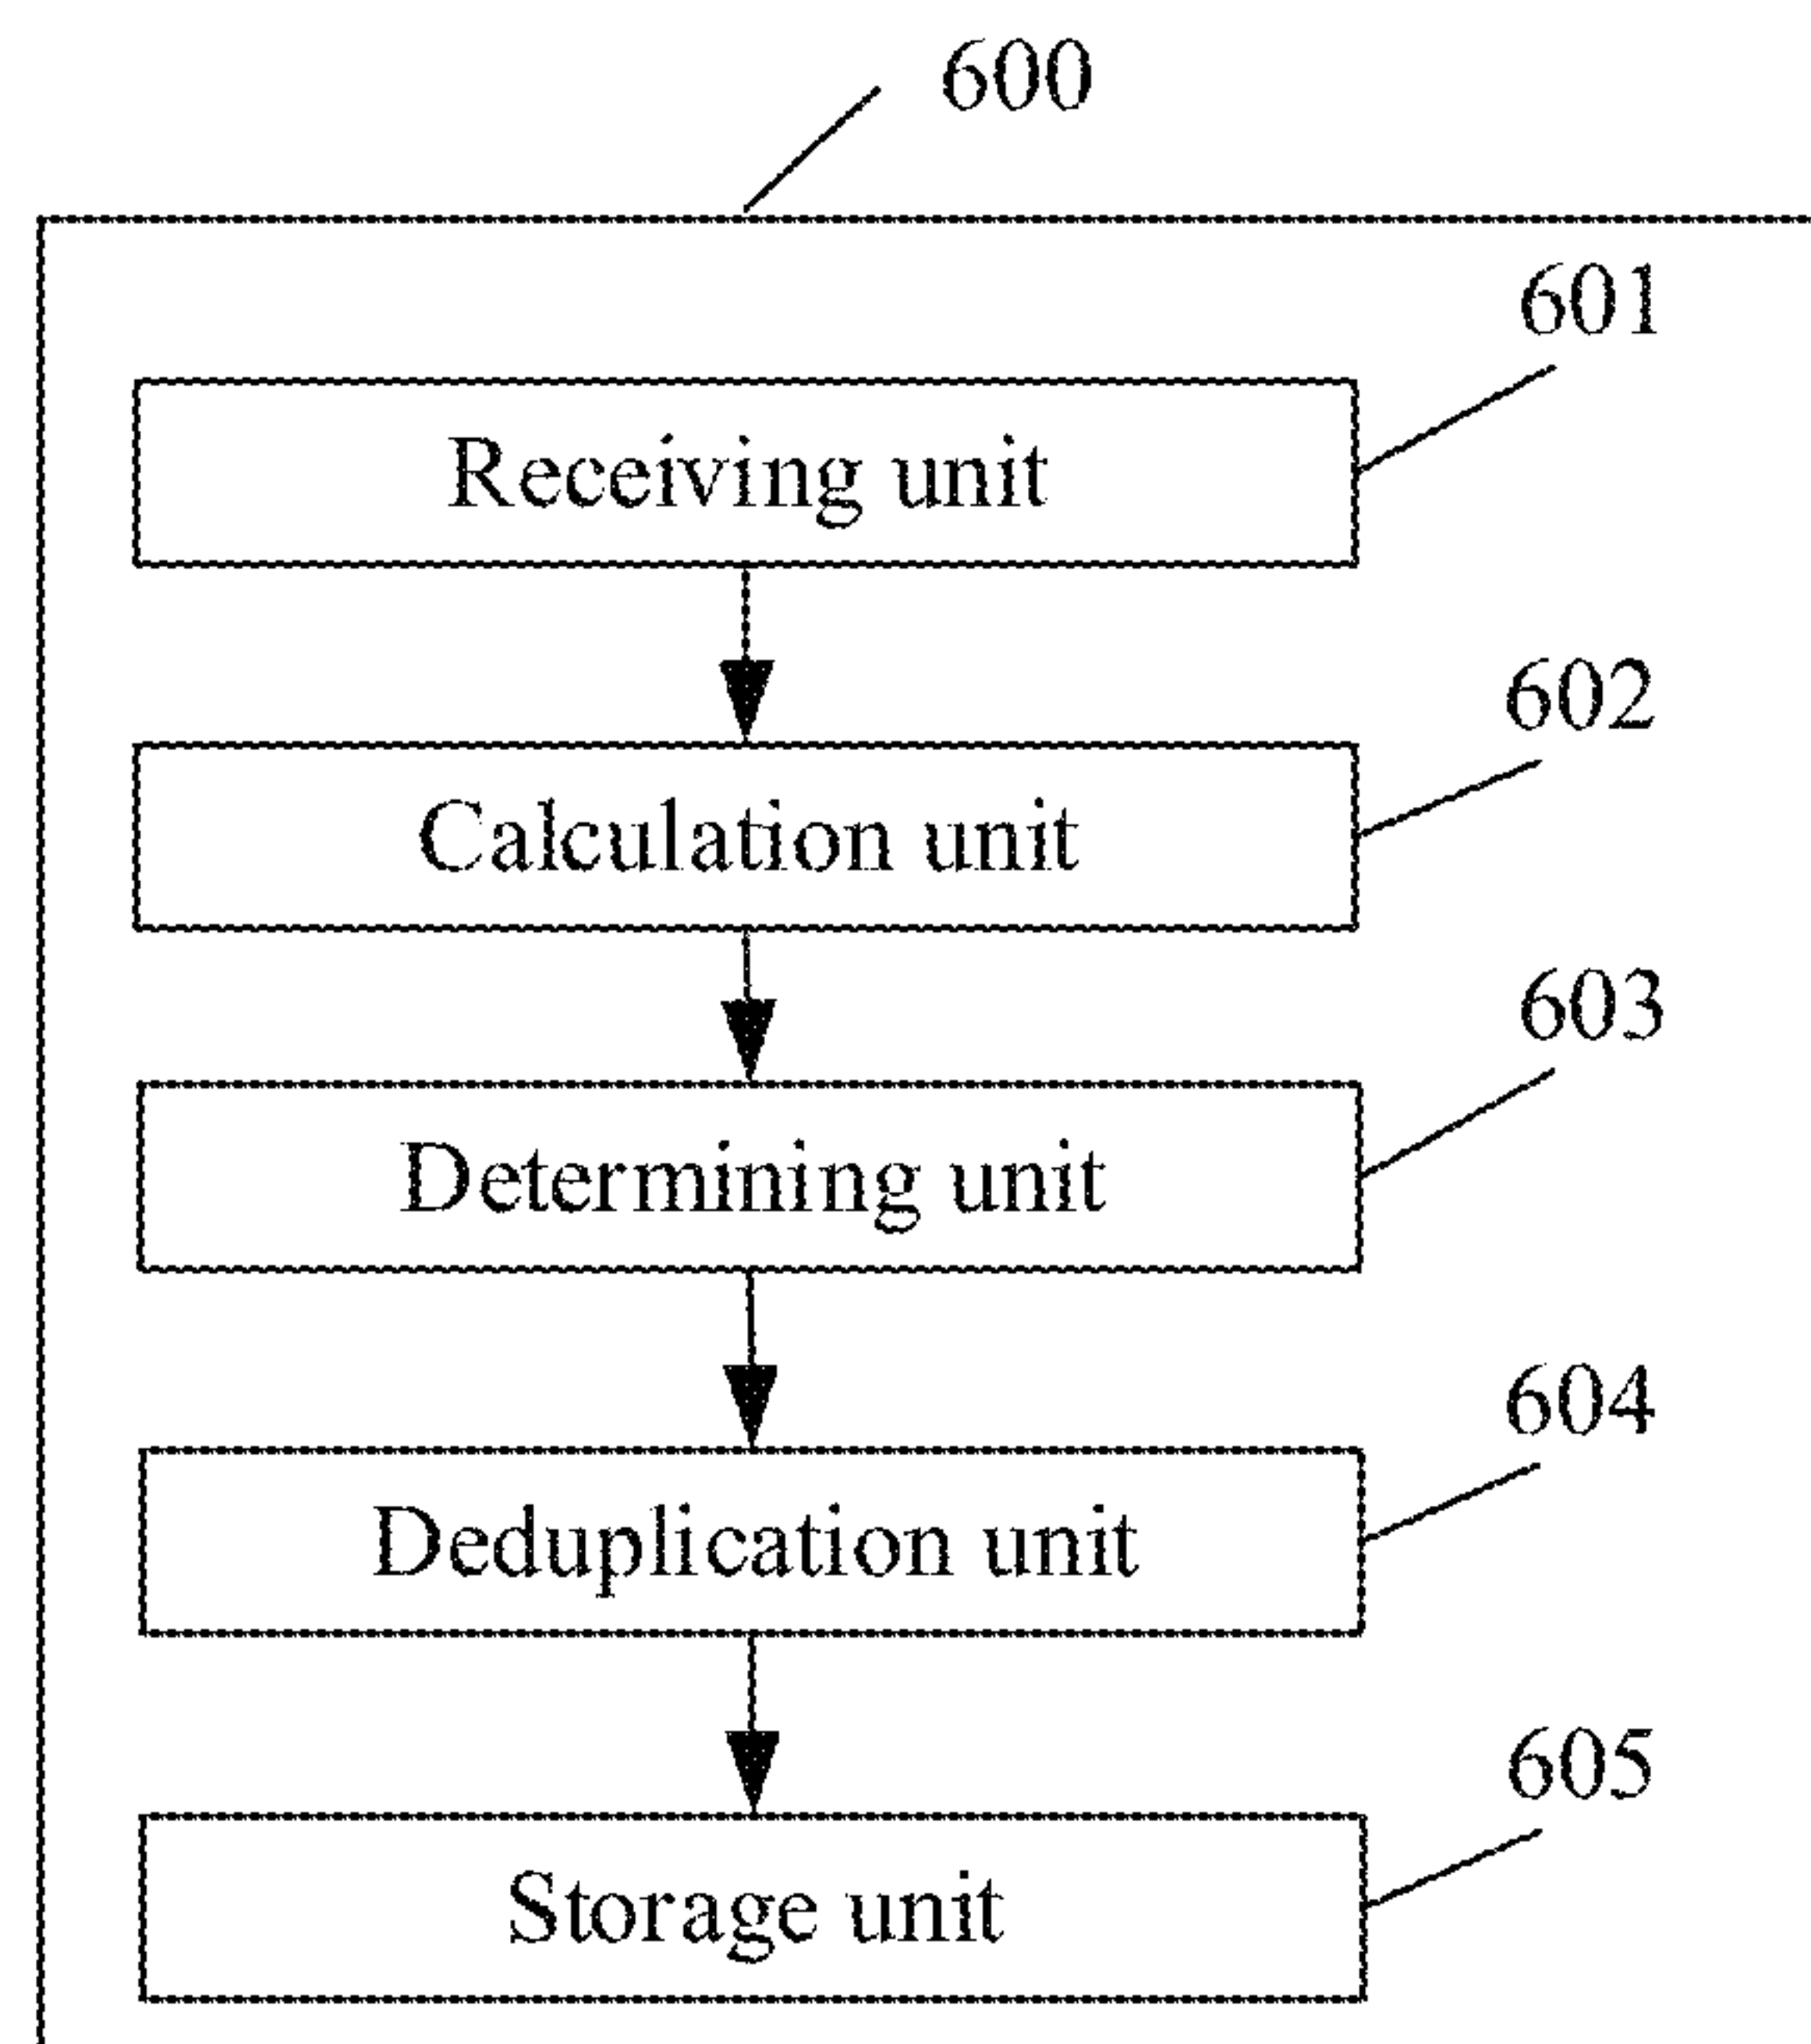 600
601
Receiving unit
602
Calculation unit
603
Determining unit
604
Deduplication unit
605
Storage unit